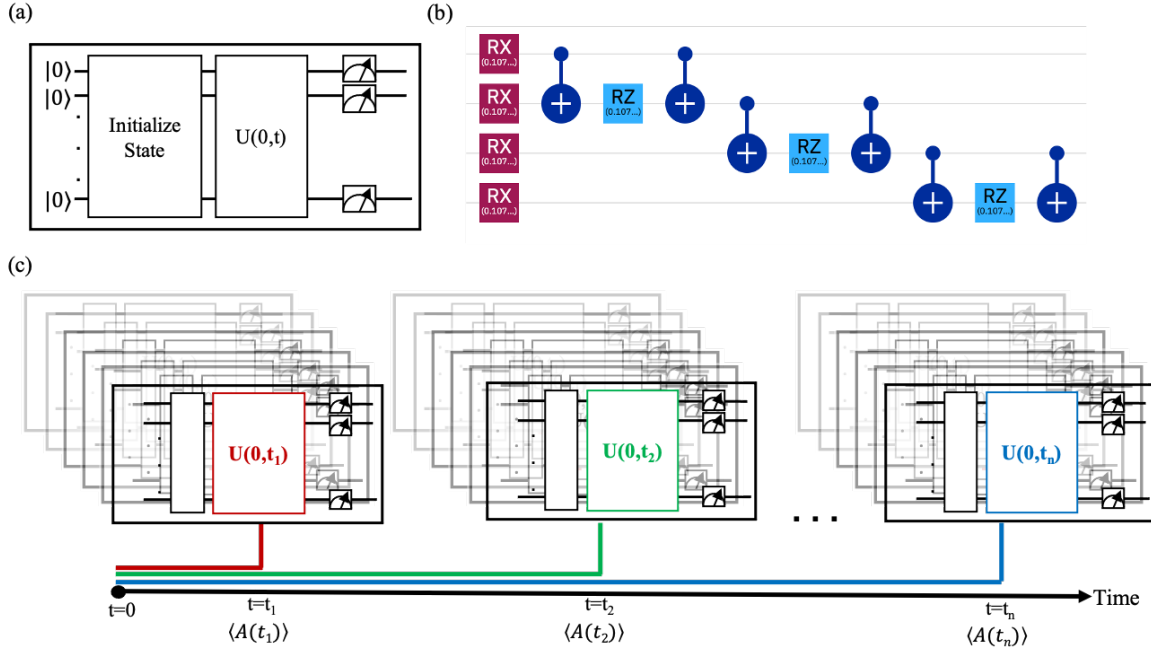 (a)
|0⟩
|0⟩
.
.
.
|0⟩
Initialize
State
U(0,t)
(b)
RX
(0.107...)
RX
(0.107...)
RX
(0.107...)
RX
(0.107...)
RZ
(0.107...)
RZ
(0.107...)
RZ
(0.107...)
(c)
U(0,t₁)
U(0,t₂)
. . .
U(0,tₙ)
t=0
t=t₁
t=t₂
t=tₙ
Time
⟨A(t₁)⟩
⟨A(t₂)⟩
⟨A(tₙ)⟩